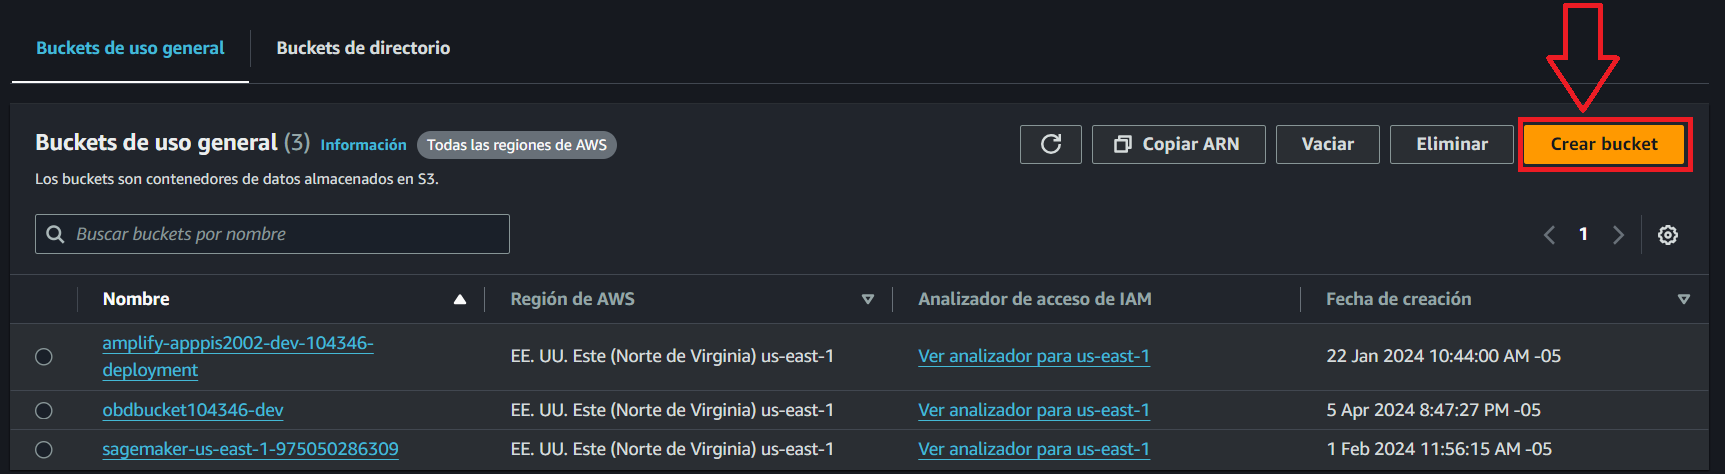 Buckets de uso general
Buckets de directorio
Buckets de uso general (3) Información Todas las regiones de AWS
Copiar ARN Vaciar Eliminar Crear bucket
Los buckets son contenedores de datos almacenados en S3.
Buscar buckets por nombre
1
Nombre Región de AWS Analizador de acceso de IAM Fecha de creación
amplify-apppis2002-dev-104346-
deployment
EE. UU. Este (Norte de Virginia) us-east-1 Ver analizador para us-east-1 22 Jan 2024 10:44:00 AM -05
obdbucket104346-dev EE. UU. Este (Norte de Virginia) us-east-1 Ver analizador para us-east-1 5 Apr 2024 8:47:27 PM -05
sagemaker-us-east-1-975050286309 EE. UU. Este (Norte de Virginia) us-east-1 Ver analizador para us-east-1 1 Feb 2024 11:56:15 AM -05